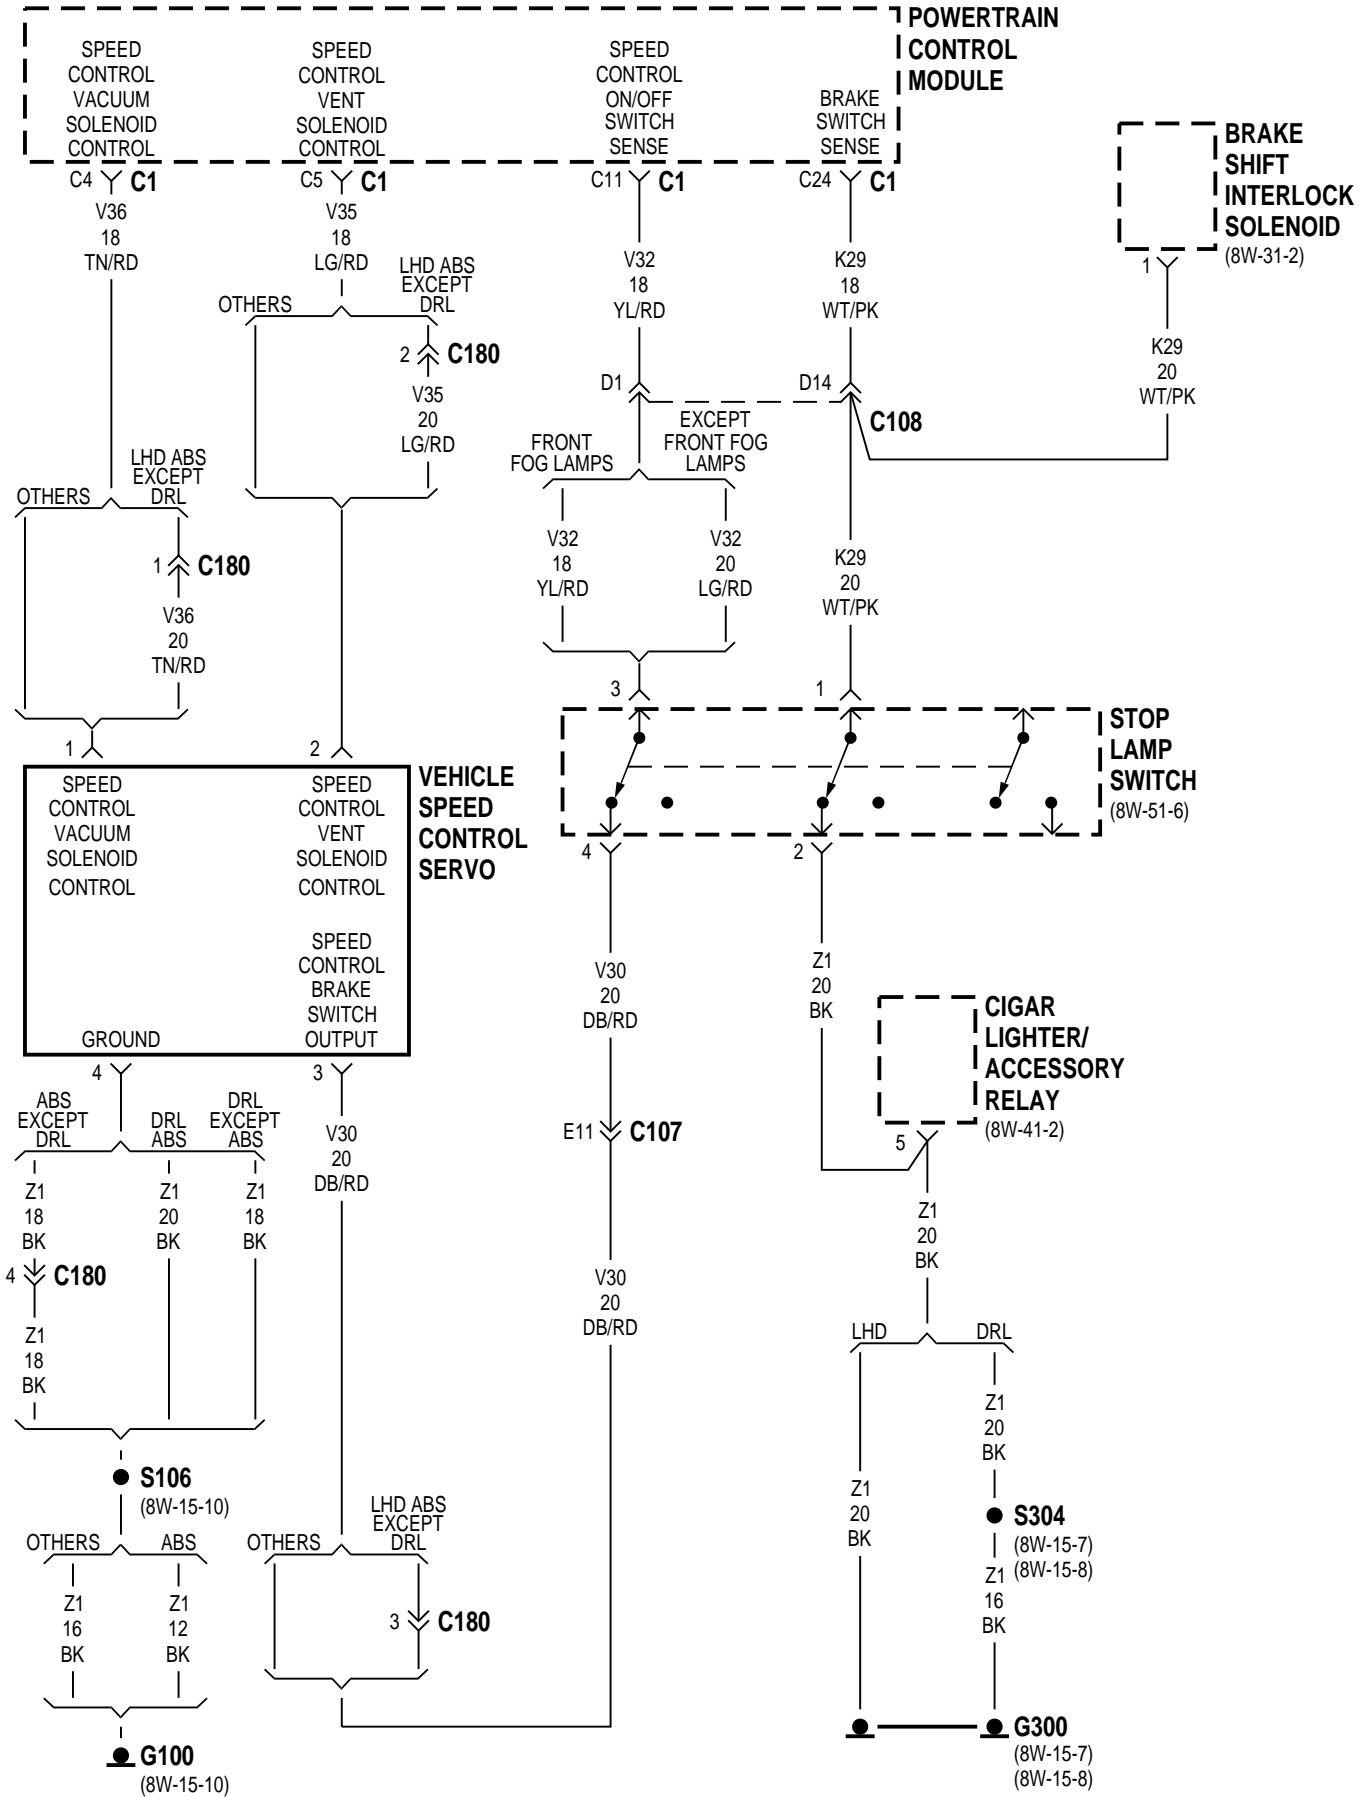 POWERTRAIN
CONTROL
MODULE
SPEED
CONTROL
VACUUM
SOLENOID
CONTROL
SPEED
CONTROL
VENT
SOLENOID
CONTROL
SPEED
CONTROL
ON/OFF
SWITCH
SENSE
BRAKE
SWITCH
SENSE
C4 C1
C5 C1
C11 C1
C24 C1
BRAKE
SHIFT
INTERLOCK
SOLENOID
(8W-31-2)
1
K29
20
WT/PK
V36
18
TN/RD
V35
18
LG/RD
V32
18
YL/RD
K29
18
WT/PK
OTHERS
LHD ABS
EXCEPT
DRL
2 C180
V35
20
LG/RD
D1
D14
C108
FRONT
FOG LAMPS
EXCEPT
FRONT FOG
LAMPS
V32
18
YL/RD
V32
20
LG/RD
K29
20
WT/PK
OTHERS
LHD ABS
EXCEPT
DRL
1 C180
V36
20
TN/RD
1
2
3
1
STOP
LAMP
SWITCH
(8W-51-6)
4
2
VEHICLE
SPEED
CONTROL
SERVO
SPEED
CONTROL
VACUUM
SOLENOID
CONTROL
SPEED
CONTROL
VENT
SOLENOID
CONTROL
SPEED
CONTROL
BRAKE
SWITCH
OUTPUT
GROUND
4
3
V30
20
DB/RD
Z1
20
BK
CIGAR
LIGHTER/
ACCESSORY
RELAY
(8W-41-2)
5
ABS
EXCEPT
DRL
DRL
ABS
DRL
EXCEPT
ABS
V30
20
DB/RD
E11 C107
Z1
18
BK
Z1
20
BK
Z1
18
BK
4 C180
Z1
18
BK
V30
20
DB/RD
Z1
20
BK
LHD
DRL
Z1
20
BK
Z1
20
BK
S304
(8W-15-7)
(8W-15-8)
Z1
16
BK
S106
(8W-15-10)
OTHERS
ABS
Z1
16
BK
Z1
12
BK
OTHERS
LHD ABS
EXCEPT
DRL
3 C180
G100
(8W-15-10)
G300
(8W-15-7)
(8W-15-8)